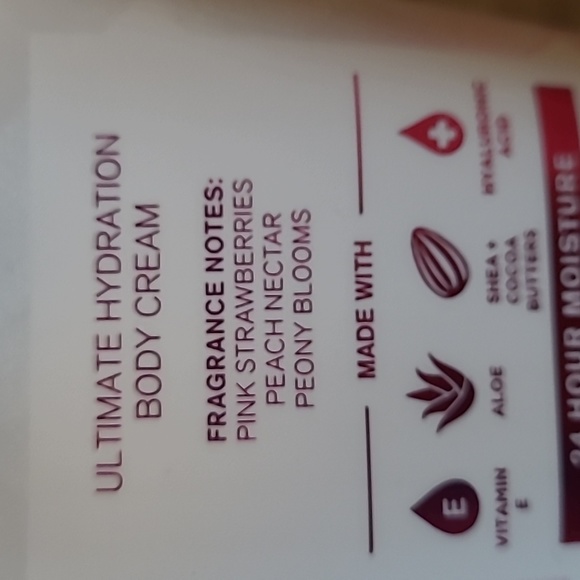 ULTIMATE HYDRATION
BODY CREAM
FRAGRANCE NOTES:
PINK STRAWBERRIES
PEACH NECTAR
PEONY BLOOMS
MADE WITH
E
VITAMIN
E
ALOE
SHEA +
COCOA
BUTTERS
HYALURONIC
ACID
24 HOUR MOISTURE